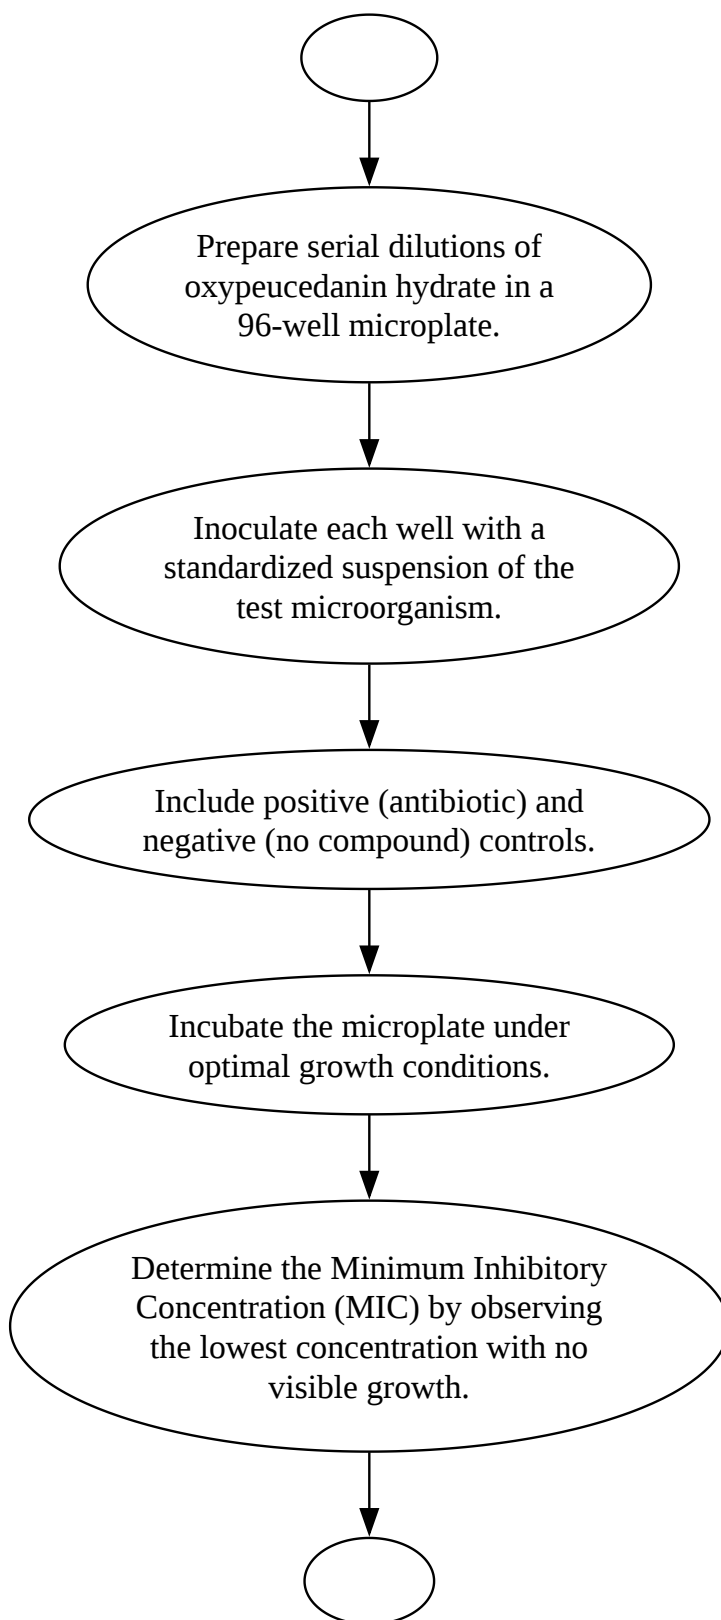 Prepare serial dilutions of
oxypeucedanin hydrate in a
96-well microplate.
Inoculate each well with a
standardized suspension of the
test microorganism.
Include positive (antibiotic) and
negative (no compound) controls.
Incubate the microplate under
optimal growth conditions.
Determine the Minimum Inhibitory
Concentration (MIC) by observing
the lowest concentration with no
visible growth.